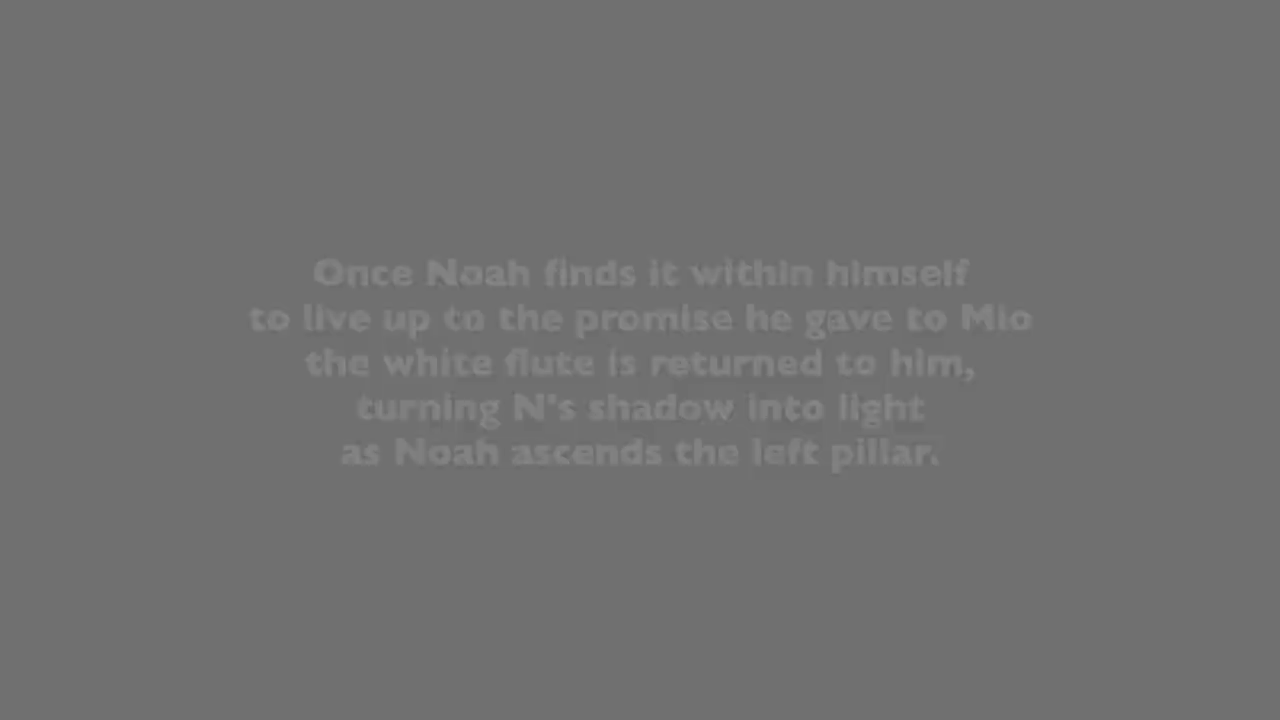 Once Noah finds it within himself
to live up to the promise he gave to Mio
the white flute is returned to him,
turning N's shadow into light
as Noah ascends the left pillar.